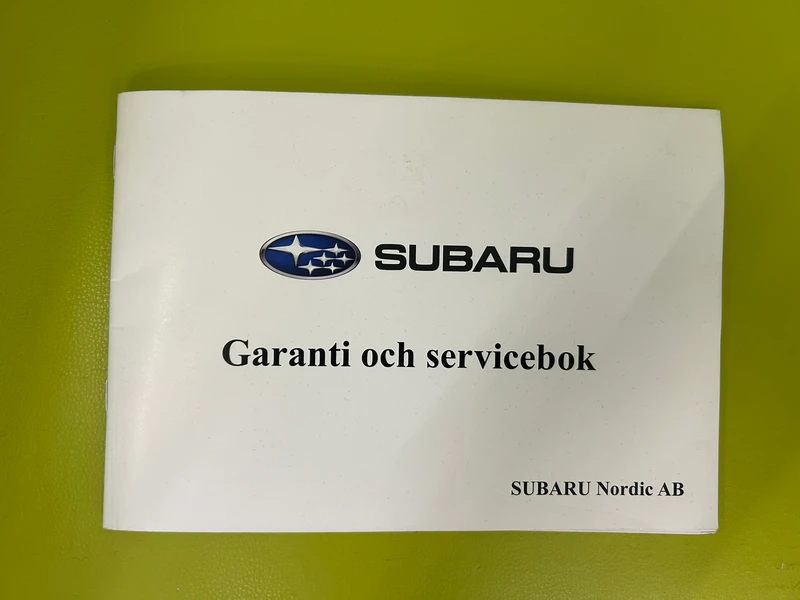 SUBARU
Garanti och servicebok
SUBARU Nordic AB